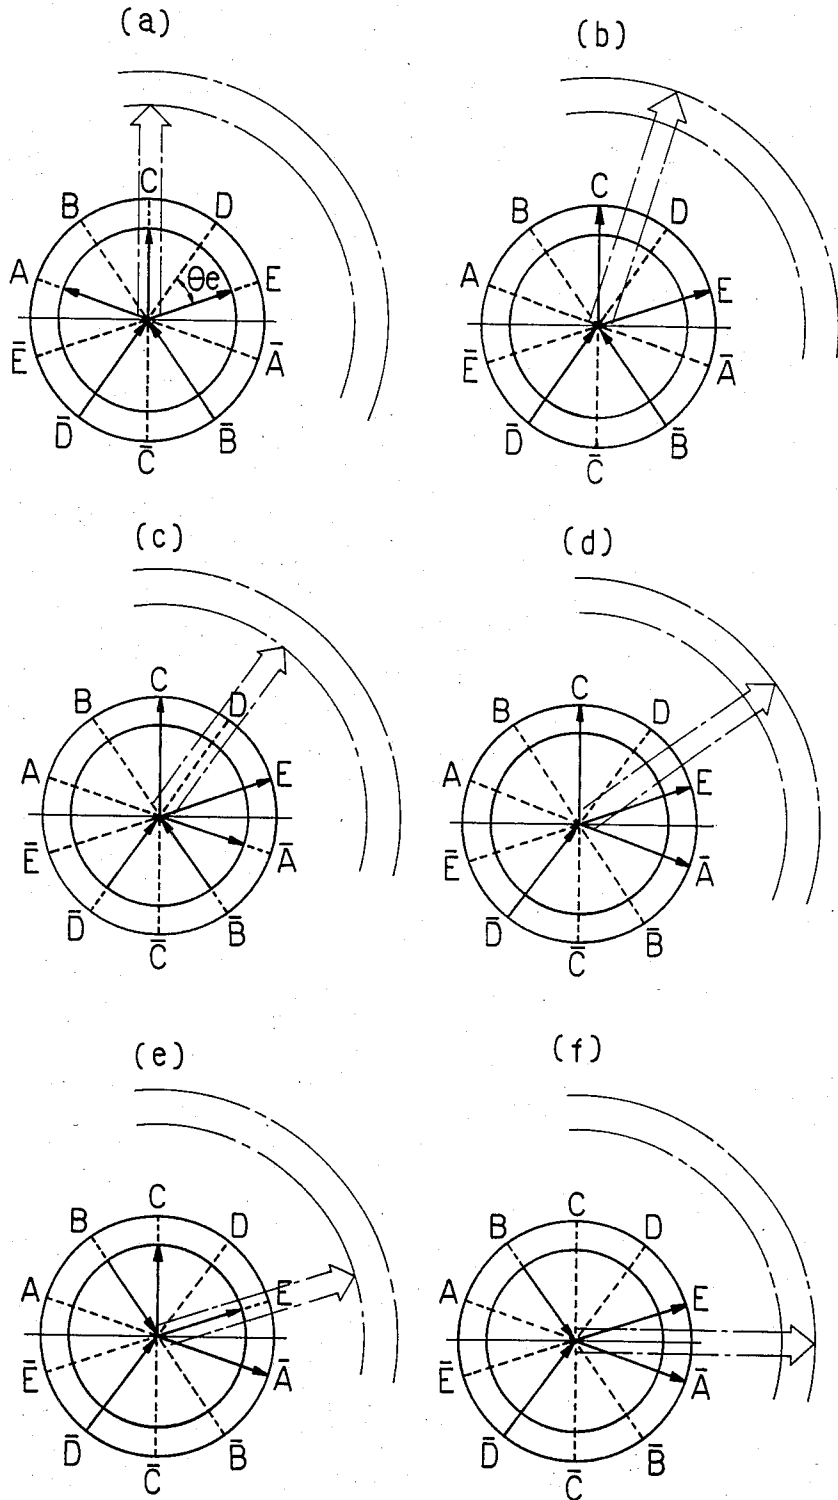 (a)
C
B D
A θe E
Ē Ā
D̄ B̄
C̄
(b)
C
B D
A E
Ē Ā
D̄ B̄
C̄
(c)
C
B D
A E
Ē Ā
D̄ B̄
C̄
(d)
C
B D
A E
Ē Ā
D̄ B̄
C̄
(e)
C
B D
A E
Ē Ā
D̄ B̄
C̄
(f)
C
B D
A E
Ē Ā
D̄ B̄
C̄